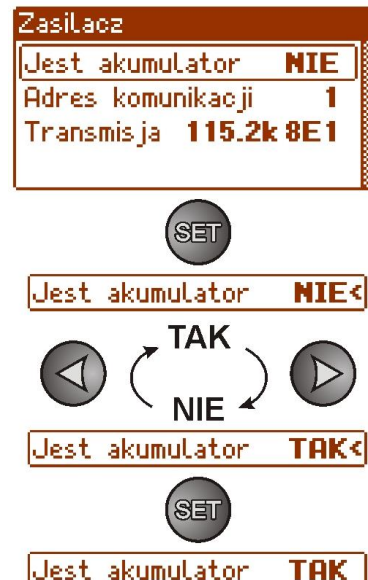 Zasilacz
Jest akumulator NIE
Adres komunikacji 1
Transmisja 115.2k 8E1
SET
Jest akumulator NIE<
TAK
NIE
Jest akumulator TAK<
SET
Jest akumulator TAK